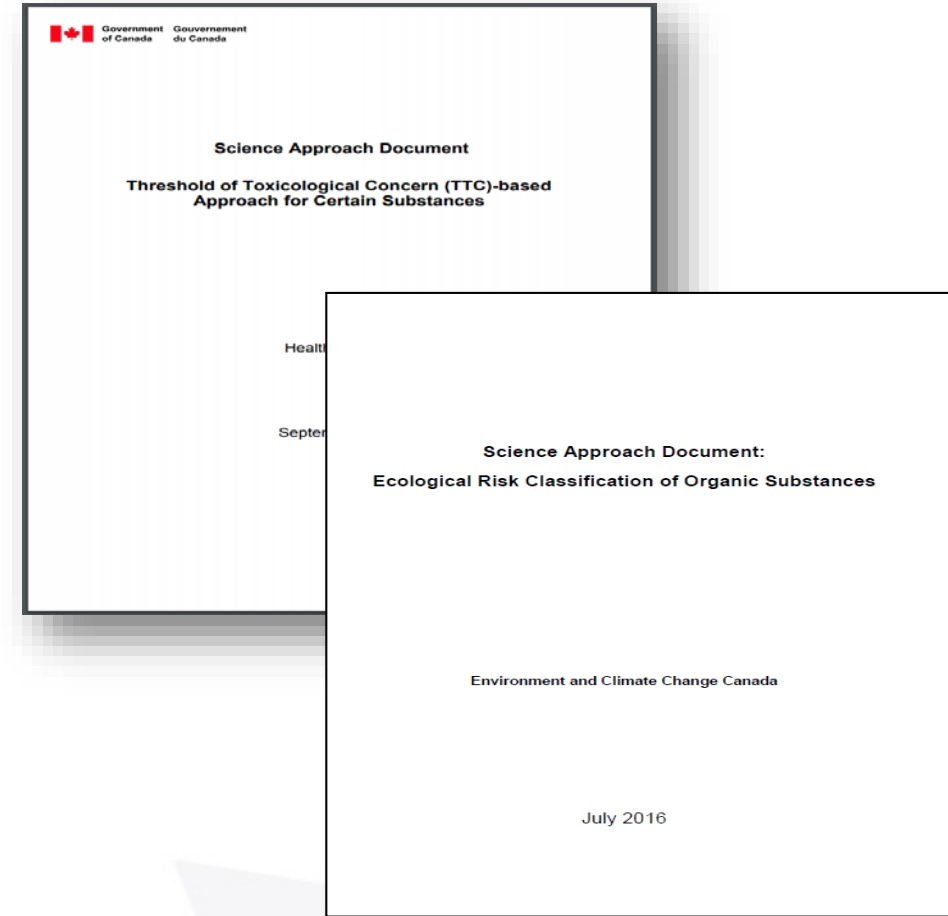 Government Gouvernement
of Canada du Canada
Science Approach Document
Threshold of Toxicological Concern (TTC)-based
Approach for Certain Substances
Science Approach Document:
Ecological Risk Classification of Organic Substances
Environment and Climate Change Canada
July 2016